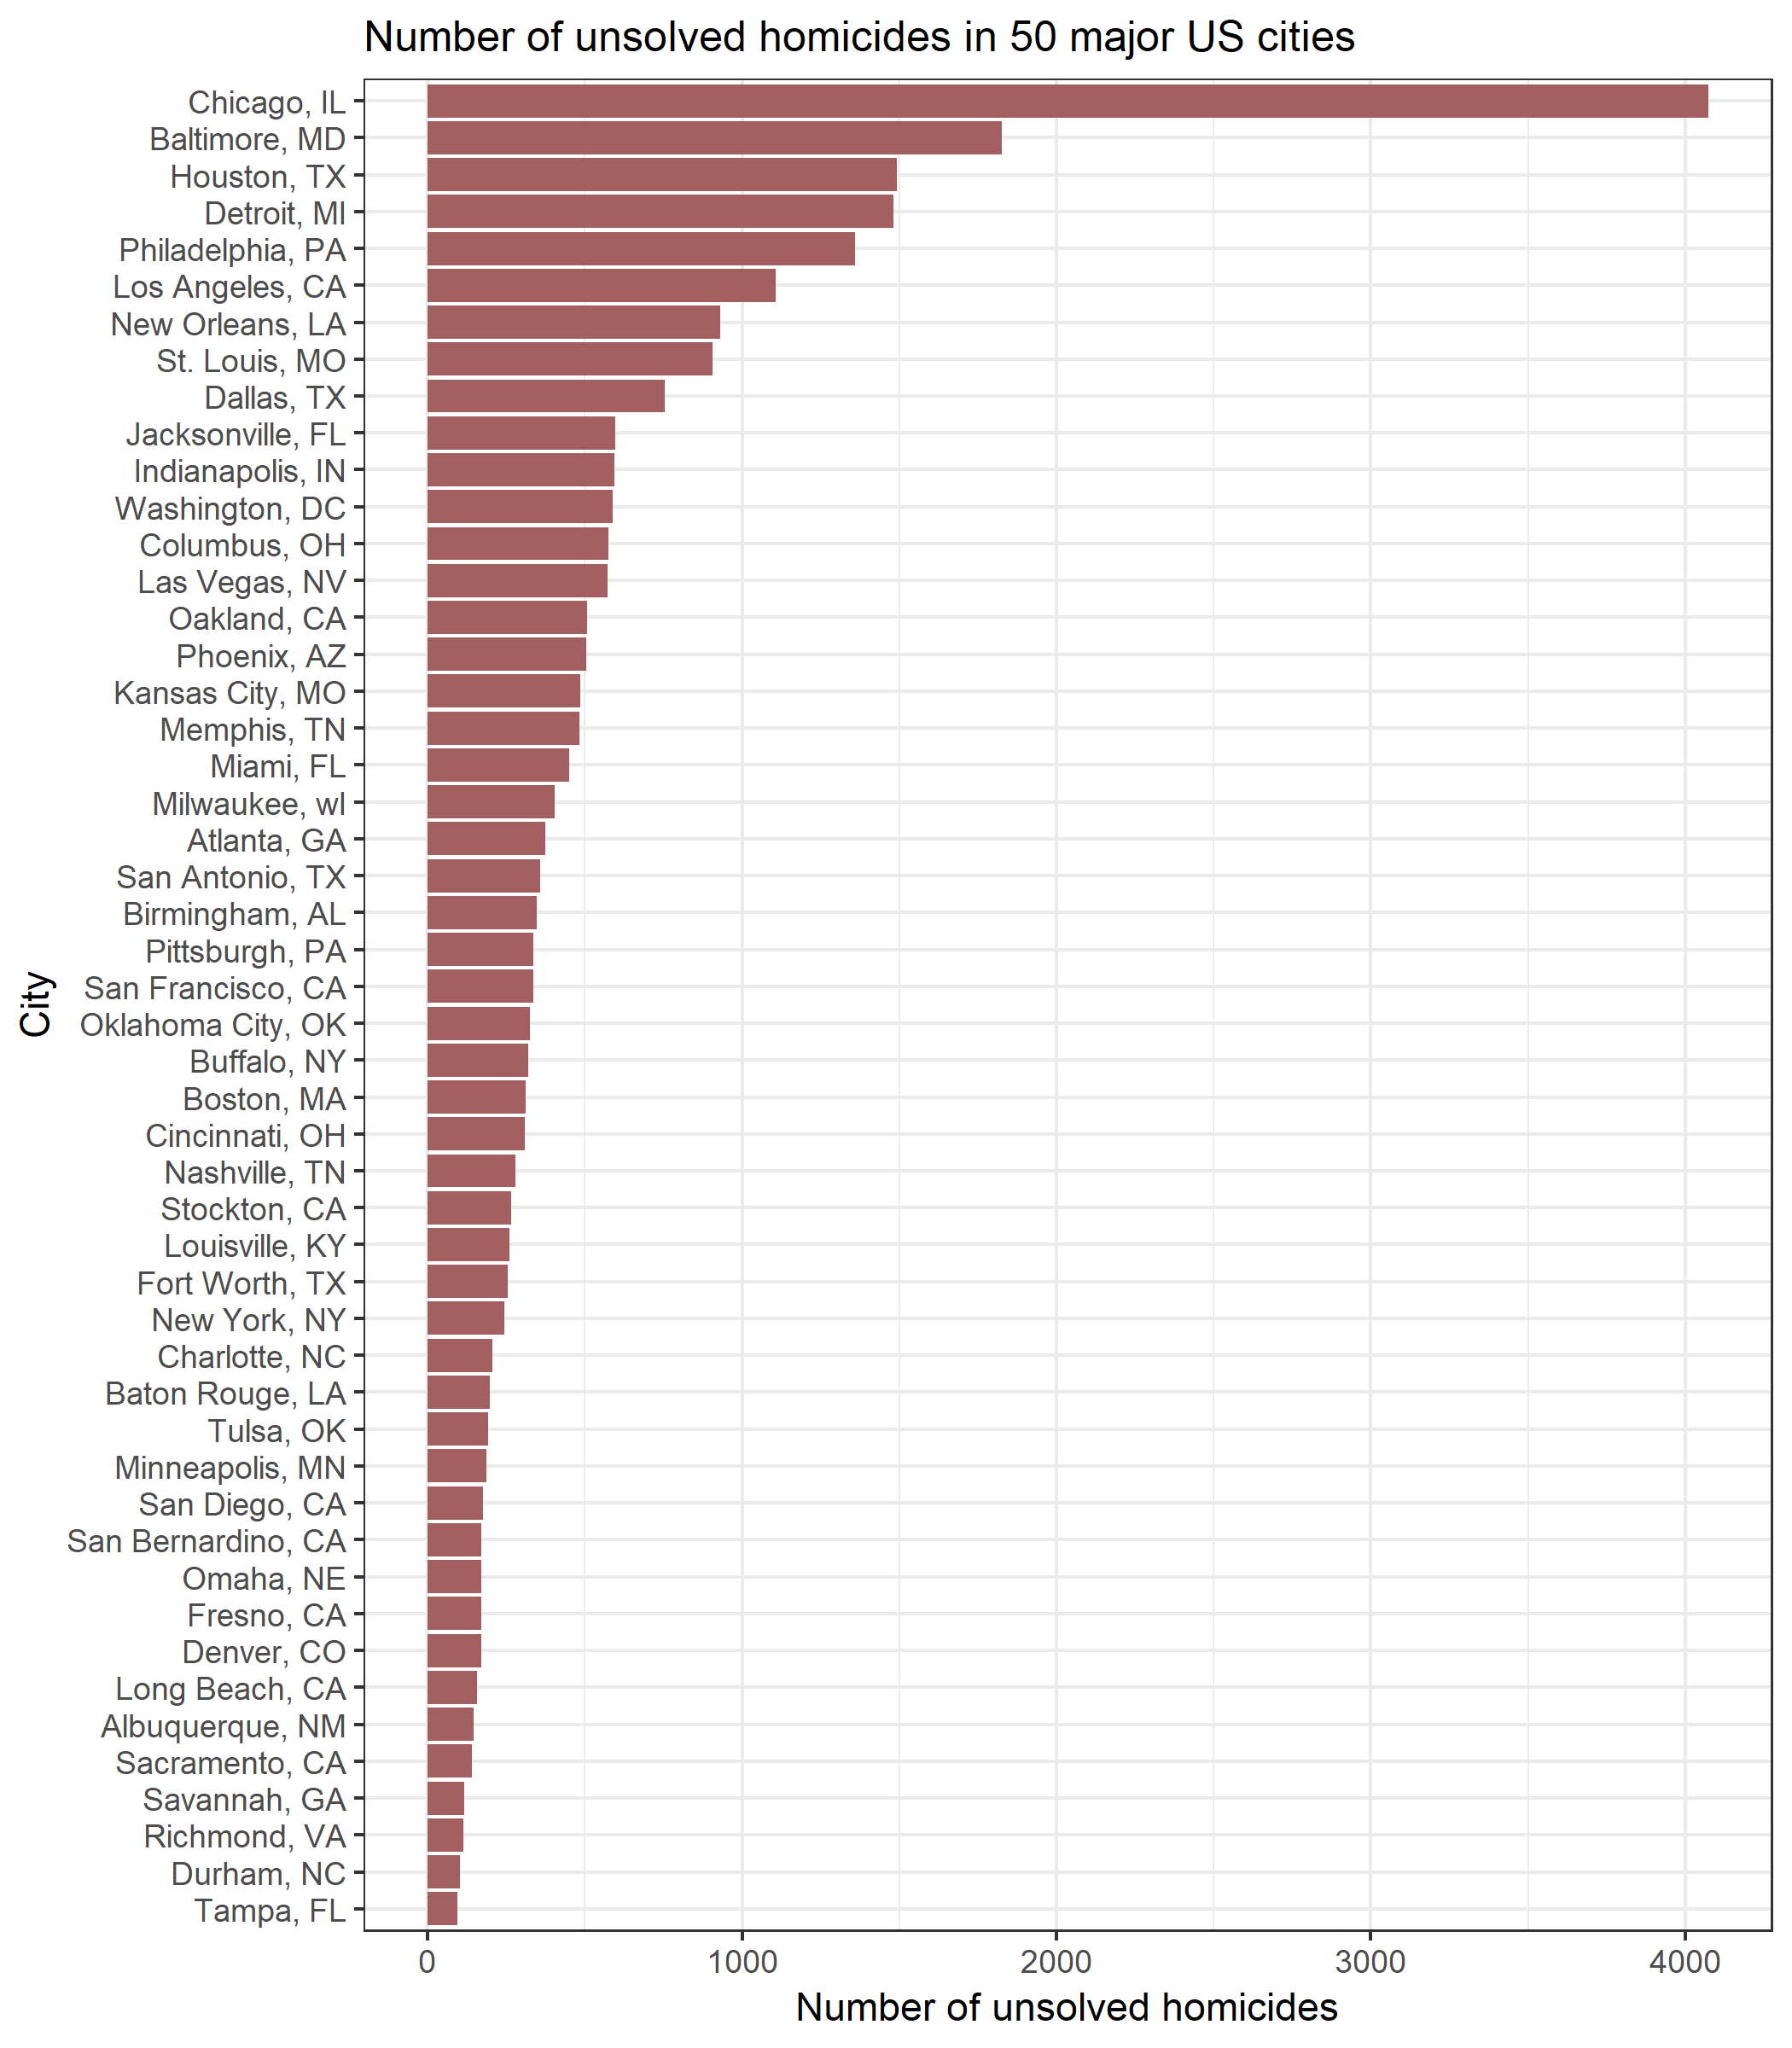 Number of unsolved homicides in 50 major US cities
Chicago, IL
Baltimore, MD
Houston, TX
Detroit, MI
Philadelphia, PA
Los Angeles, CA
New Orleans, LA
St. Louis, MO
Dallas, TX
Jacksonville, FL
Indianapolis, IN
Washington, DC
Columbus, OH
Las Vegas, NV
Oakland, CA
Phoenix, AZ
Kansas City, MO
Memphis, TN
Miami, FL
Milwaukee, wI
Atlanta, GA
San Antonio, TX
Birmingham, AL
Pittsburgh, PA
San Francisco, CA
Oklahoma City, OK
Buffalo, NY
Boston, MA
Cincinnati, OH
Nashville, TN
Stockton, CA
Louisville, KY
Fort Worth, TX
New York, NY
Charlotte, NC
Baton Rouge, LA
Tulsa, OK
Minneapolis, MN
San Diego, CA
San Bernardino, CA
Omaha, NE
Fresno, CA
Denver, CO
Long Beach, CA
Albuquerque, NM
Sacramento, CA
Savannah, GA
Richmond, VA
Durham, NC
Tampa, FL
City
0 1000 2000 3000 4000
Number of unsolved homicides